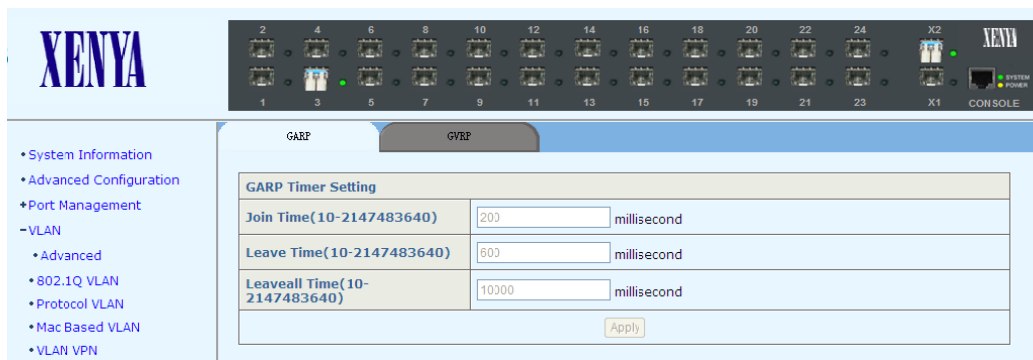 XENYA
2 4 6 8 10 12 14 16 18 20 22 24 X2
XENYA
SYSTEM
POWER
1 3 5 7 9 11 13 15 17 19 21 23 X1 CONSOLE
GARP GVRP
System Information
Advanced Configuration
+Port Management
-VLAN
Advanced
802.1Q VLAN
Protocol VLAN
Mac Based VLAN
VLAN VPN
GARP Timer Setting
Join Time(10-2147483640) 200 millisecond
Leave Time(10-2147483640) 600 millisecond
Leaveall Time(10-
2147483640) 10000 millisecond
Apply